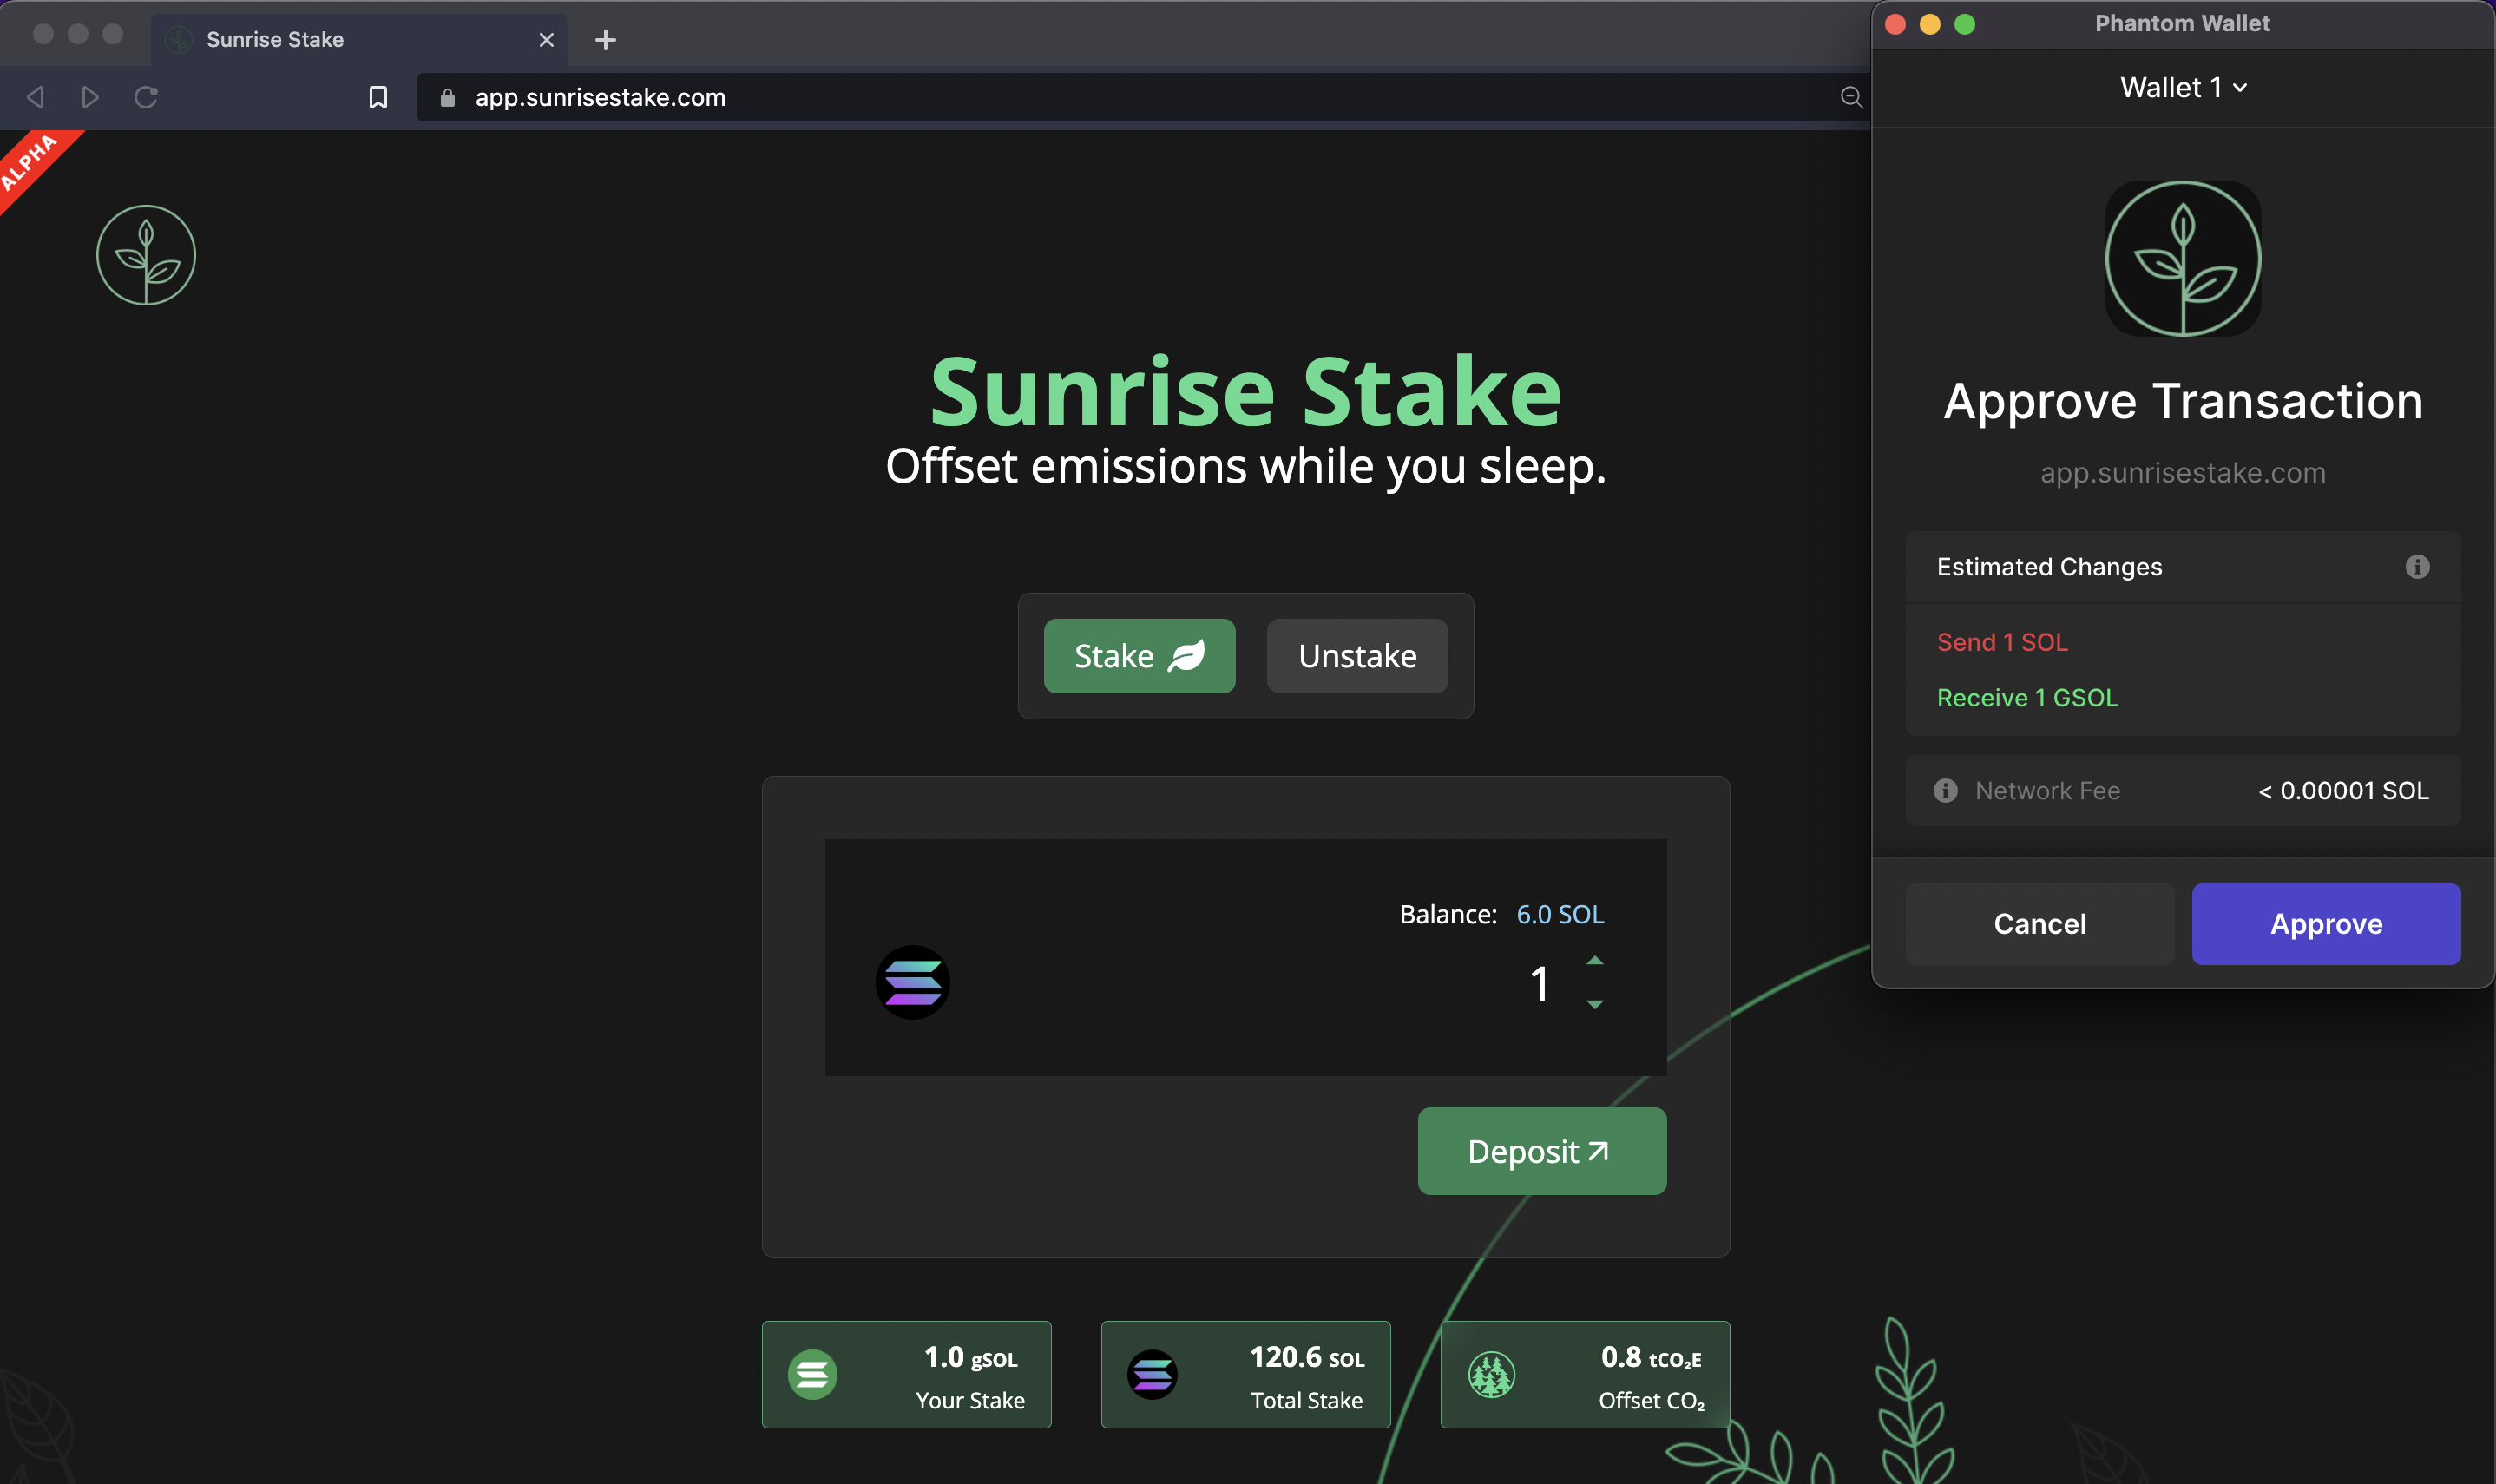 Sunrise Stake
app.sunrisestake.com
ALPHA
Sunrise Stake
Offset emissions while you sleep.
Stake
Unstake
Balance: 6.0 SOL
1
Deposit
1.0 gSOL
Your Stake
120.6 SOL
Total Stake
0.8 tCO₂E
Offset CO₂
Phantom Wallet
Wallet 1
Approve Transaction
app.sunrisestake.com
Estimated Changes
Send 1 SOL
Receive 1 GSOL
Network Fee < 0.00001 SOL
Cancel
Approve